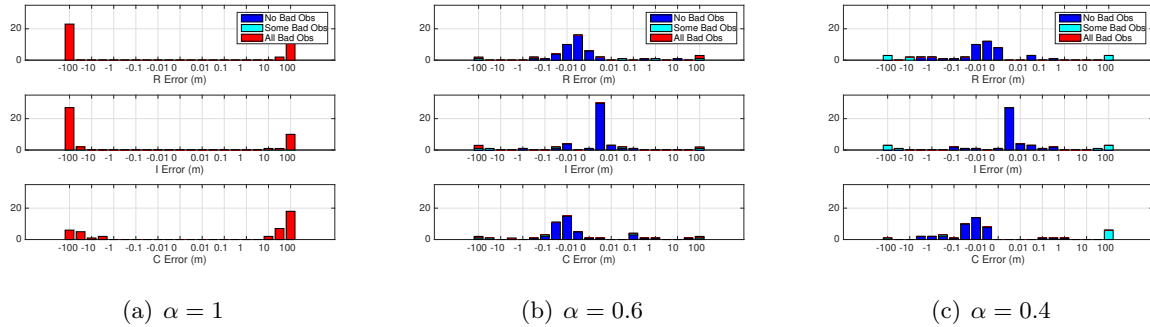 20
0
No Bad Obs
Some Bad Obs
All Bad Obs
-100 -10 -1 -0.1 -0.01 0 0.01 0.1 1 10 100
R Error (m)
20
0
-100 -10 -1 -0.1 -0.01 0 0.01 0.1 1 10 100
I Error (m)
20
0
-100 -10 -1 -0.1 -0.01 0 0.01 0.1 1 10 100
C Error (m)
(a) α = 1
20
0
No Bad Obs
Some Bad Obs
All Bad Obs
-100 -10 -1 -0.1 -0.01 0 0.01 0.1 1 10 100
R Error (m)
20
0
-100 -10 -1 -0.1 -0.01 0 0.01 0.1 1 10 100
I Error (m)
20
0
-100 -10 -1 -0.1 -0.01 0 0.01 0.1 1 10 100
C Error (m)
(b) α = 0.6
20
0
No Bad Obs
Some Bad Obs
All Bad Obs
-100 -10 -1 -0.1 -0.01 0 0.01 0.1 1 10 100
R Error (m)
20
0
-100 -10 -1 -0.1 -0.01 0 0.01 0.1 1 10 100
I Error (m)
20
0
-100 -10 -1 -0.1 -0.01 0 0.01 0.1 1 10 100
C Error (m)
(c) α = 0.4